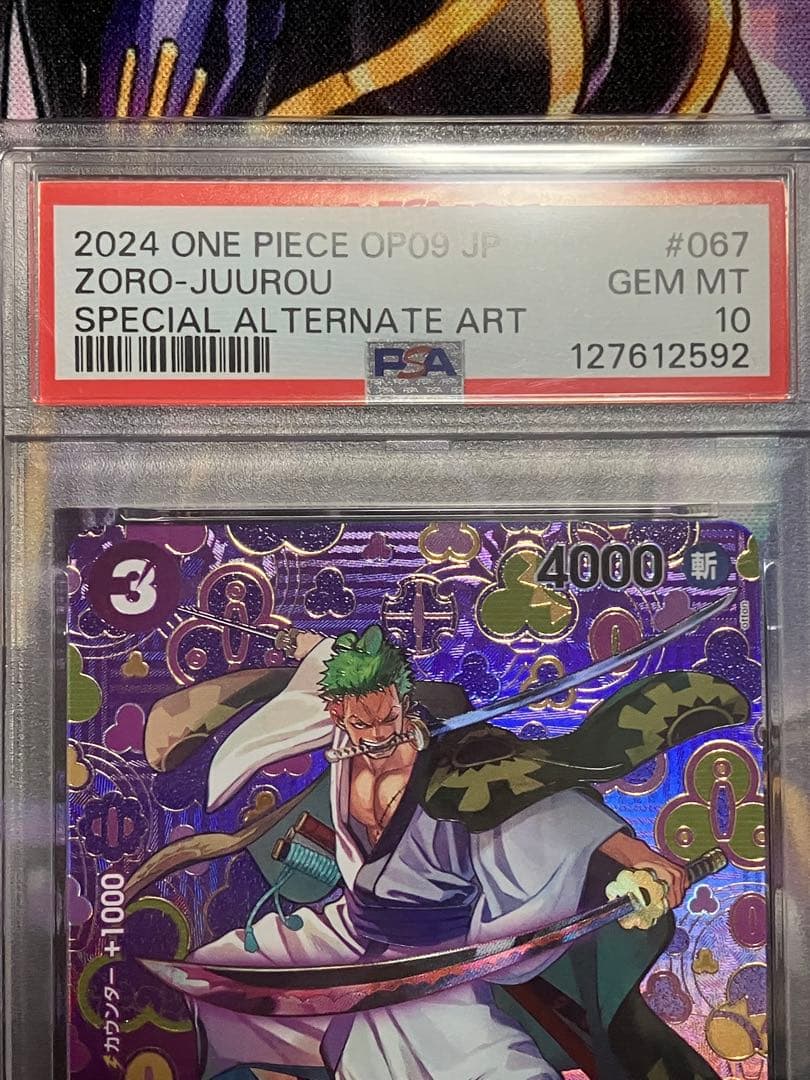 2024 ONE PIECE OP09 JP #067
ZORO-JUUROU GEM MT
SPECIAL ALTERNATE ART 10
PSA 127612592
3 4000 斬
otton
カウンター +1000